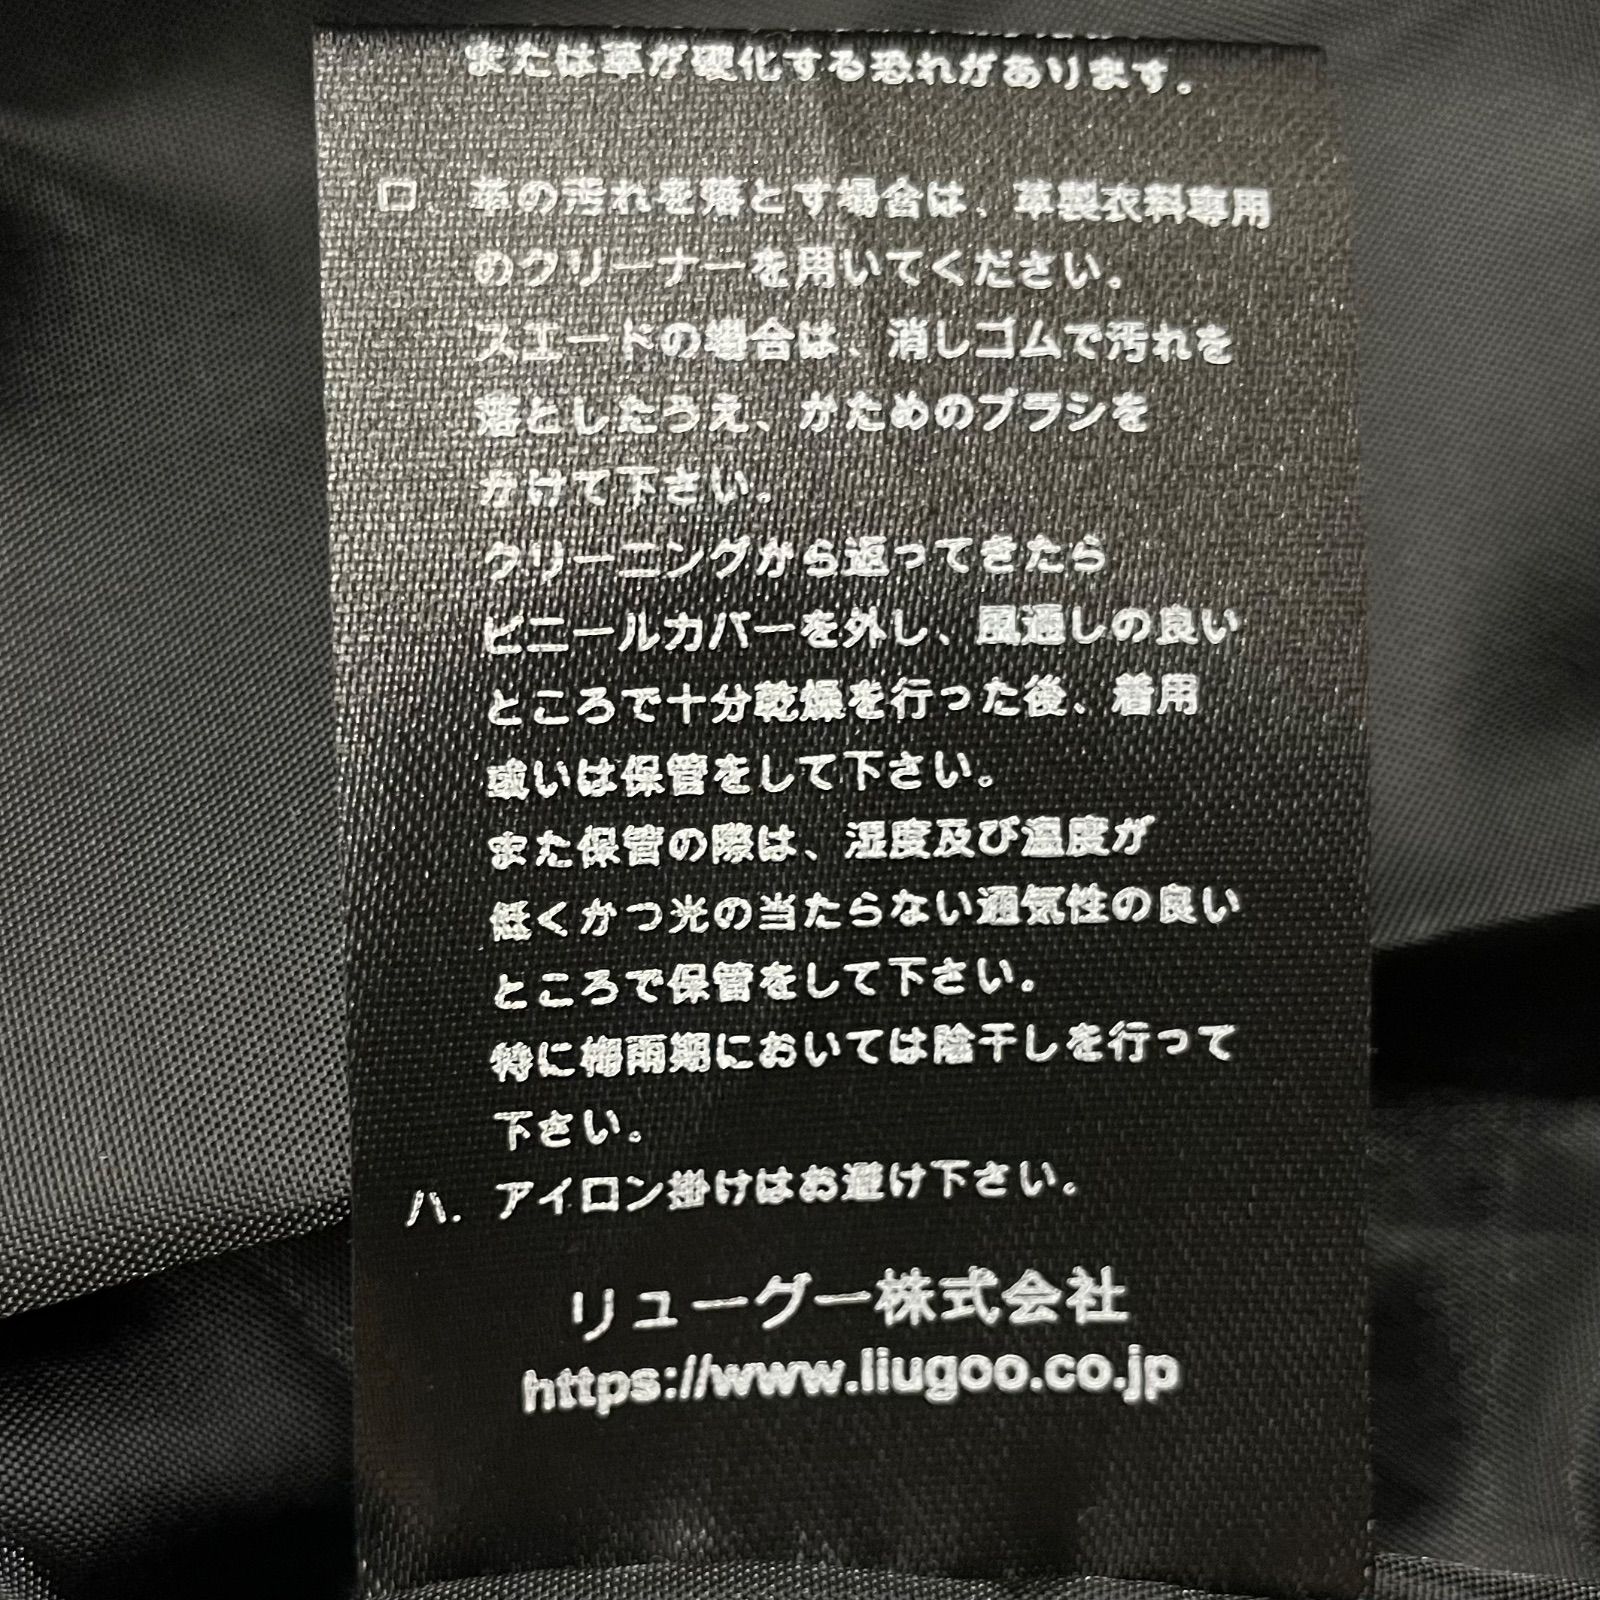 または革が硬化する恐れがあります。
ロ. 革の汚れを落とす場合は、革製衣料専用
のクリーナーを用いてください。
スエードの場合は、消しゴムで汚れを
落としたうえ、かためのブラシを
かけて下さい。
クリーニングから返ってきたら
ビニールカバーを外し、風通しの良い
ところで十分乾燥を行った後、着用
或いは保管をして下さい。
また保管の際は、湿度及び温度が
低くかつ光の当たらない通気性の良い
ところで保管をして下さい。
特に梅雨期においては陰干しを行って
下さい。
ハ. アイロン掛けはお避け下さい。
リューグー株式会社
https://www.liugoo.co.jp